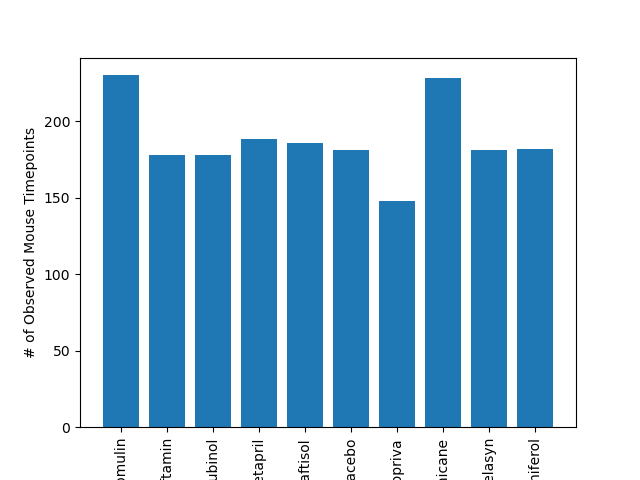 # of Observed Mouse Timepoints
200
150
100
50
0
omulin
ftamin
ubinol
etapril
aftisol
acebo
opriva
nicane
elasyn
niferol